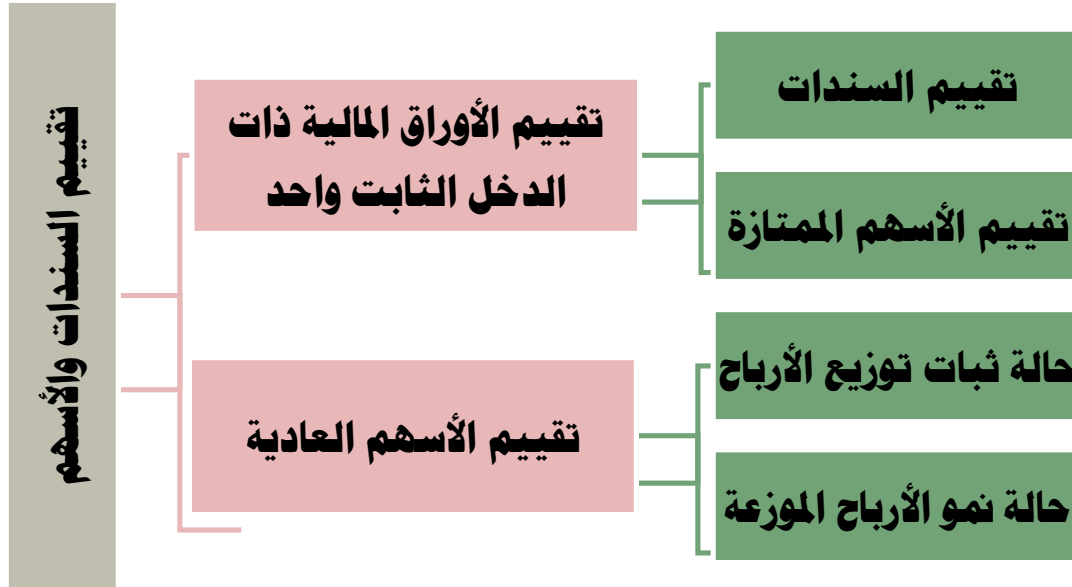 تقييم السندات والأسهم
تقييم الأوراق المالية ذات
الدخل الثابت واحد
تقييم السندات
تقييم الأسهم الممتازة
تقييم الأسهم العادية
حالة ثبات توزيع الأرباح
حالة نمو الأرباح الموزعة